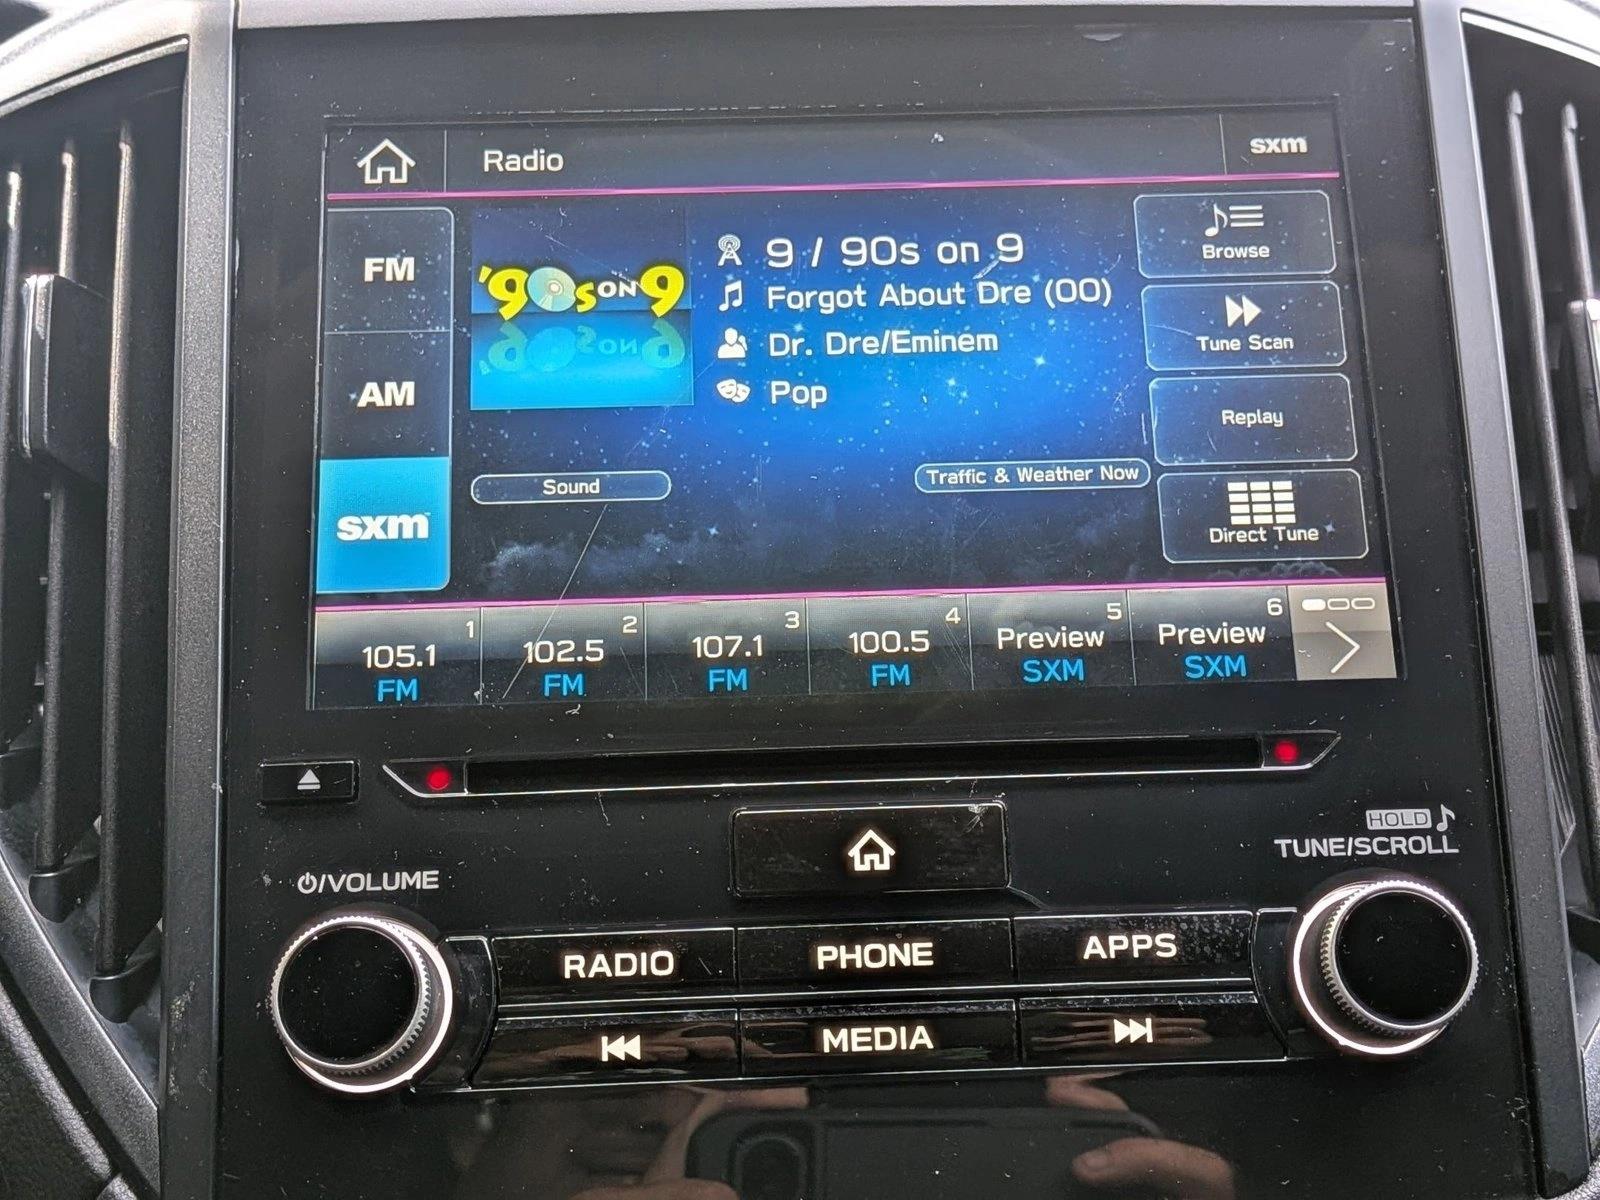 Radio
sxm
FM
AM
sxm
'90s ON 9
9 / 90s on 9
Forgot About Dre (00)
Dr. Dre/Eminem
Pop
Browse
Tune Scan
Replay
Direct Tune
Sound
Traffic & Weather Now
1
105.1
FM
2
102.5
FM
3
107.1
FM
4
100.5
FM
5
Preview
SXM
6
Preview
SXM
HOLD
TUNE/SCROLL
/VOLUME
RADIO
PHONE
APPS
MEDIA